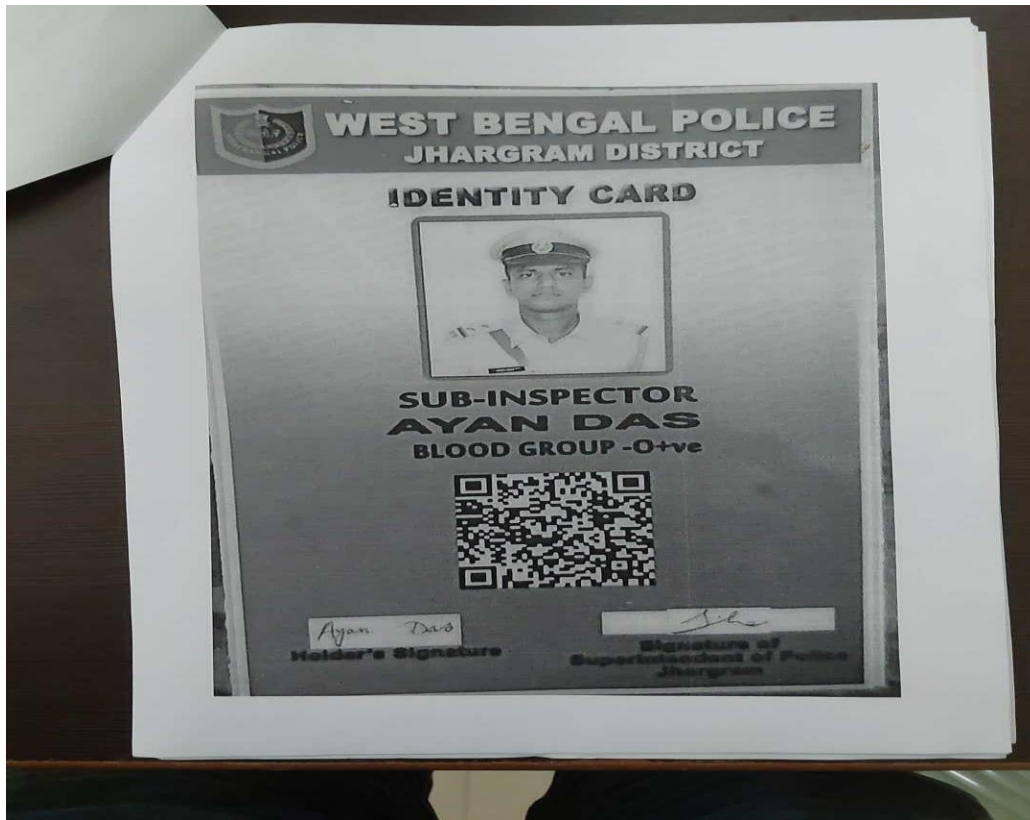 WEST BENGAL POLICE
JHARGRAM DISTRICT
IDENTITY CARD
SUB-INSPECTOR
AYAN DAS
BLOOD GROUP -O+ve
Ayan Das
Holder's Signature
Signature of
Superintendent of Police
Jhargram